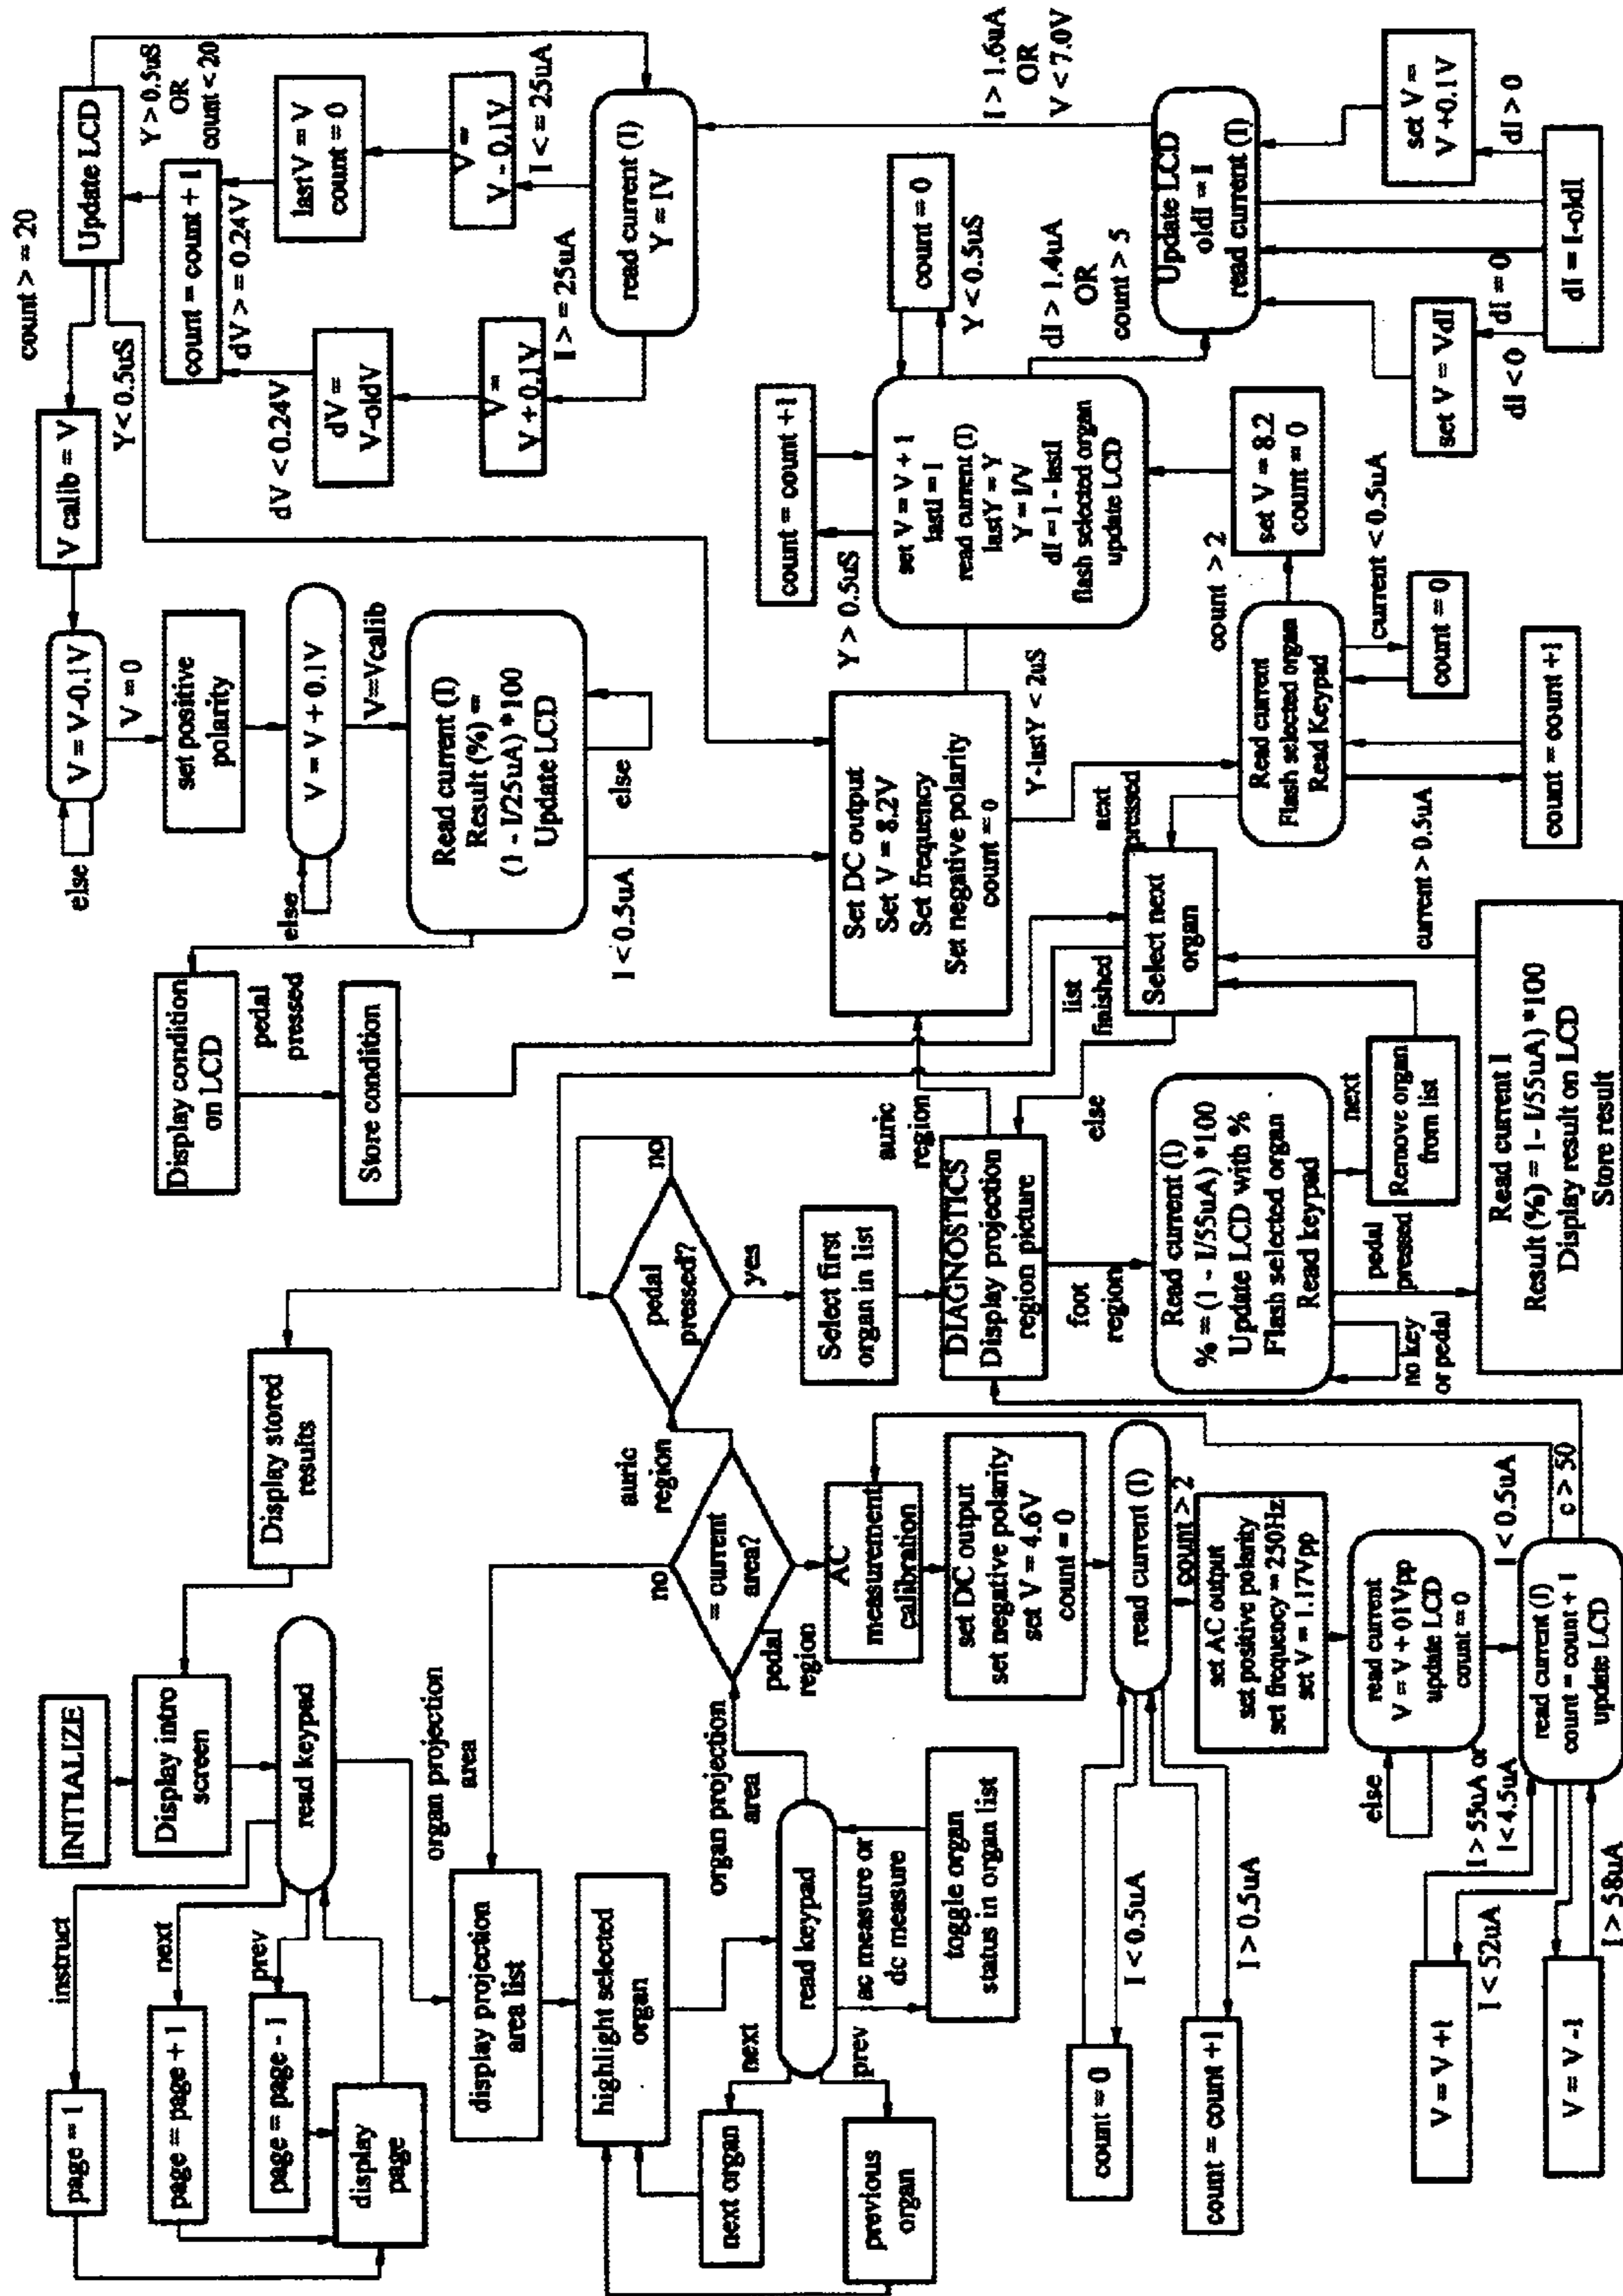 INITIALIZE
Display intro
screen
read keypad
instruct
page = 1
next
page = page + 1
prev
page = page - 1
display
page
organ projection
area
display projection
area list
highlight selected
organ
read keypad
next
next organ
prev
previous
organ
ac measure or
dc measure
toggle organ
status in organ list
organ projection
area
= current
area?
no
auric
region
pedal
region
pedal
pressed?
no
yes
Select first
organ in list
Display stored
results
AC
measurement
calibration
set DC output
set negative polarity
set V = 4.6V
count = 0
read current (I)
I < 0.5uA
count = 0
I > 0.5uA
count = count +1
count > 2
set AC output
set positive polarity
set frequency = 250Hz
set V = 1.17Vpp
read current
V = V + 01Vpp
update LCD
count = 0
else
I > 55uA or
I < 4.5uA
read current (I)
count = count + 1
update LCD
I < 52uA
V = V +1
I > 58uA
V = V -1
I < 0.5uA
c > 50
DIAGNOSTICS
Display projection
region picture
auric
region
foot
region
Read current (I)
% = (1 - I/55uA) *100
Update LCD with %
Flash selected organ
Read keypad
no key
or pedal
pedal
pressed
next
Remove organ
from list
Read current I
Result (%) = 1 - I/55uA) *100
Display result on LCD
Store result
Select next
organ
list
finished
else
next
pressed
Display condition
on LCD
pedal
pressed
Store condition
else
V = V-0.1V
V = 0
set positive
polarity
else
V = V + 0.1V
V=Vcalib
Read current (I)
Result (%) =
(1 - I/25uA) *100
Update LCD
else
I < 0.5uA
Set DC output
Set V = 8.2V
Set frequency
Set negative polarity
count = 0
Y-lastY < 2uS
Read current
Flash selected organ
Read Keypad
current > 0.5uA
count = count +1
current < 0.5uA
count = 0
count > 2
set V = 8.2
count = 0
set V = V + 1
lastI = I
read current (I)
lastY = Y
Y = I/V
dI = I - lastI
flash selected organ
update LCD
Y > 0.5uS
count = count +1
Y < 0.5uS
count = 0
dI > 1.4uA
OR
count > 5
Update LCD
oldI = I
read current (I)
dI = I-oldI
dI < 0
set V = VdI
dI = 0
dI > 0
set V =
V +0.1V
I > 1.6uA
OR
V < 7.0V
read current (I)
Y = IV
I > = 25uA
V =
V + 0.1V
I < = 25uA
V =
V - 0.1V
dV =
V-oldV
lastV = V
count = 0
dV < 0.24V
dV > = 0.24V
count = count + 1
Update LCD
Y > 0.5uS
OR
count < 20
count > = 20
V calib = V
Y < 0.5uS